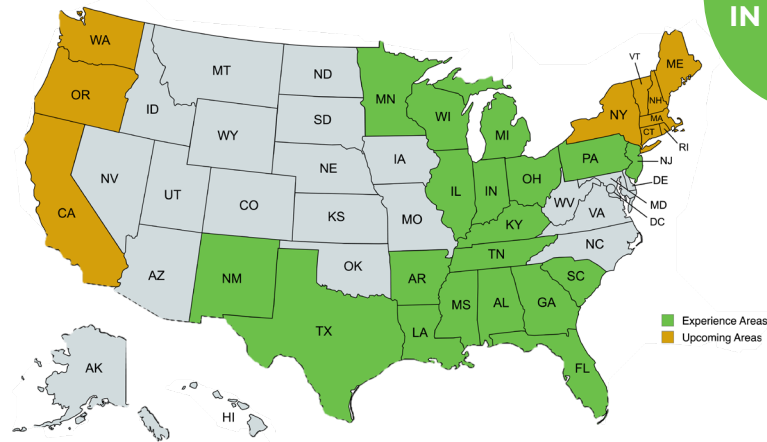 IN
WA
OR
CA
ID
NV
MT
WY
UT
AZ
CO
NM
ND
SD
NE
KS
OK
TX
MN
IA
MO
AR
LA
WI
IL
MI
IN
OH
KY
TN
MS
AL
GA
FL
SC
NC
VA
WV
PA
NY
VT
NH
ME
MA
CT
RI
NJ
DE
MD
DC
AK
HI
Experience Areas
Upcoming Areas